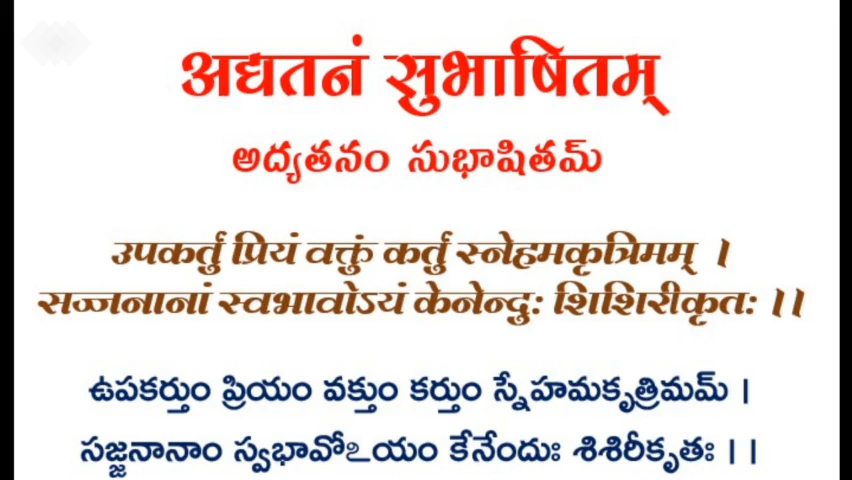 अद्यतनं सुभाषितम्
అద్యతనం సుభాషితమ్
उपकर्तुं प्रियं वक्तुं कर्तुं स्नेहमकृत्रिमम् ।
सज्जनानां स्वभावोऽयं केनेन्दुः शिशिरीकृतः ।।
ఉపకర్తుం ప్రియం వక్తుం కర్తుం స్నేహమకృత్రిమమ్ ।
సజ్జనానాం స్వభావోఽయం కేనేందుః శిశిరీకృతః ।।